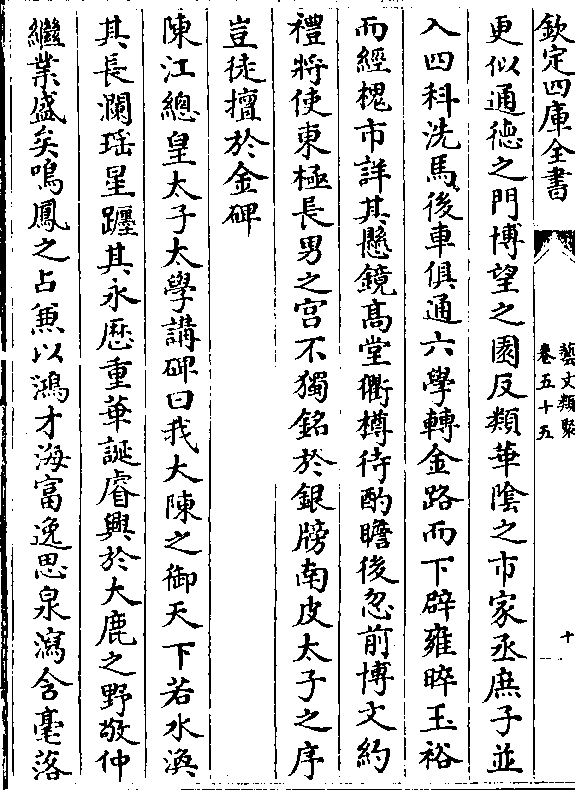 欽定四庫全書
藝文類聚
卷五十五
十
更似通徳之門博望之園反類華陰之市家丞庶子並
入四科洗馬後車俱通六學轉金路而下辟雍晬玉裕
而經槐市詳其懸鏡髙堂衢樽待酌瞻後忽前博文約
禮將使東極長男之宫不獨銘於銀牓南皮太子之序
豈徒擅於金碑
陳江總皇太子太學講碑曰我大陳之御天下若水渙
其長瀾瑶星躔其永厯重華誕睿興於大鹿之野敬仲
繼業盛矣鳴鳳之占兼以鴻才海富逸思泉瀉含毫落